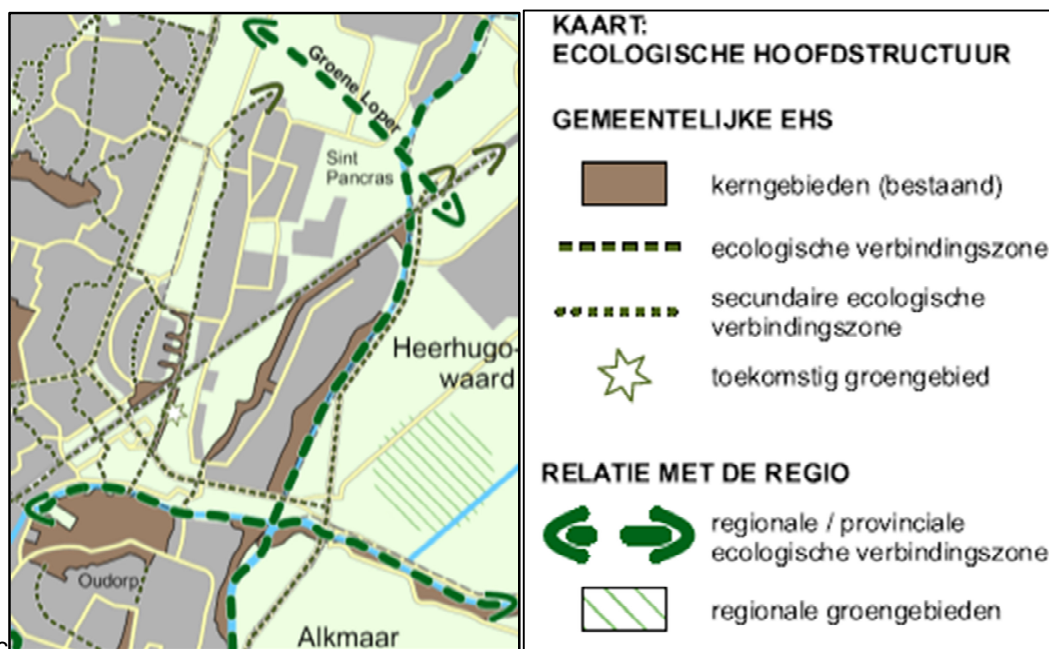 Groene Loper
Sint
Pancras
Heerhugo-
waard
Oudorp
Alkmaar
KAART:
ECOLOGISCHE HOOFDSTRUCTUUR
GEMEENTELIJKE EHS
kerngebieden (bestaand)
ecologische verbindingszone
secundaire ecologische
verbindingszone
toekomstig groengebied
RELATIE MET DE REGIO
regionale / provinciale
ecologische verbindingszone
regionale groengebieden